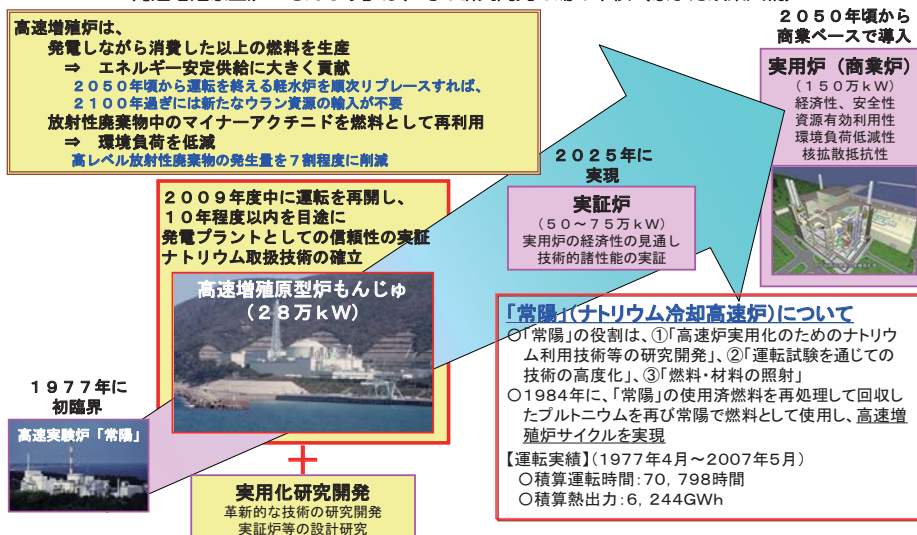 高速増殖炉は、
発電しながら消費した以上の燃料を生産
⇒ エネルギー安定供給に大きく貢献
2050年頃から運転を終える軽水炉を順次リプレースすれば、
2100年過ぎには新たなウラン資源の輸入が不要
放射性廃棄物中のマイナーアクチニドを燃料として再利用
⇒ 環境負荷を低減
高レベル放射性廃棄物の発生量を7割程度に削減
2050年頃から
商業ベースで導入
実用炉(商業炉)
(150万kW)
経済性、安全性
資源有効利用性
環境負荷低減性
核拡散抵抗性
2025年に
実現
実証炉
(50~75万kW)
実用炉の経済性の見通し
技術的諸性能の実証
2009年度中に運転を再開し、
10年程度以内を目途に
発電プラントとしての信頼性の実証
ナトリウム取扱技術の確立
高速増殖原型炉もんじゅ
(28万kW)
1977年に
初臨界
高速実験炉「常陽」
+
実用化研究開発
革新的な技術の研究開発
実証炉等の設計研究
「常陽」(ナトリウム冷却高速炉)について
○「常陽」の役割は、①「高速炉実用化のためのナトリウ
ム利用技術等の研究開発」、②「運転試験を通じての
技術の高度化」、③「燃料・材料の照射」
○1984年に、「常陽」の使用済燃料を再処理して回収し
たプルトニウムを再び常陽で燃料として使用し、高速増
殖炉サイクルを実現
【運転実績】(1977年4月~2007年5月)
○積算運転時間:70,798時間
○積算熱出力:6,244GWh